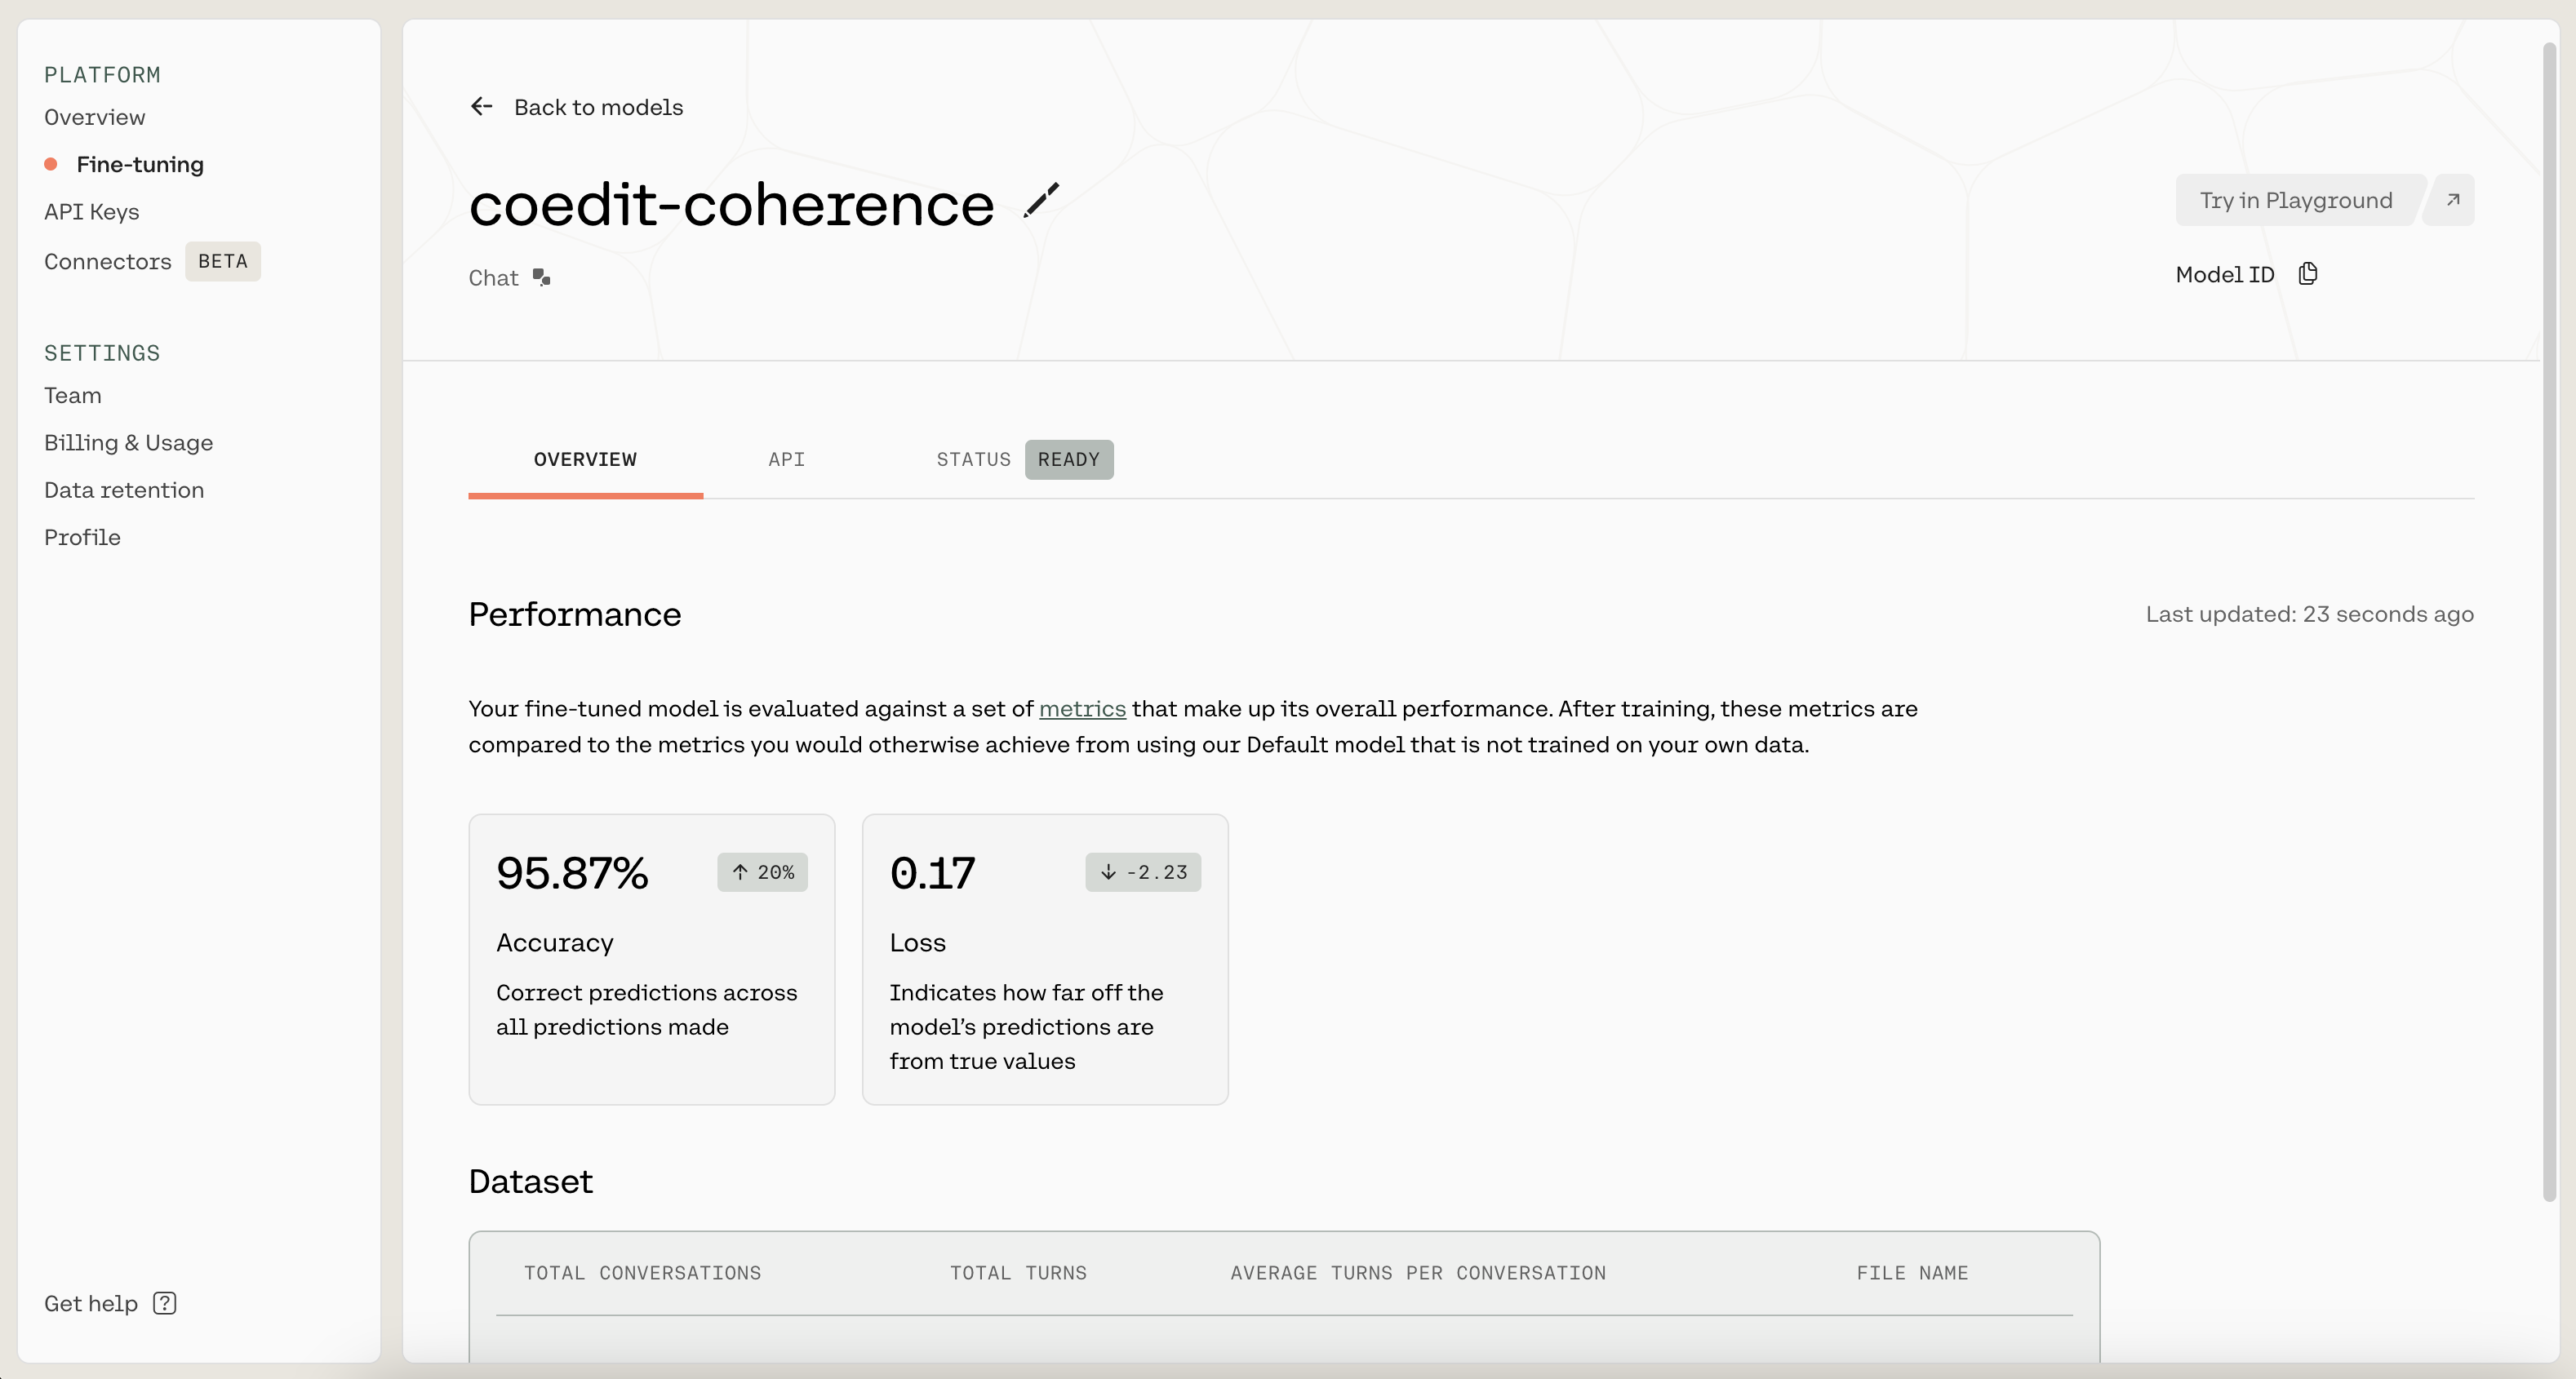 PLATFORM
Overview
Fine-tuning
API Keys
Connectors BETA
SETTINGS
Team
Billing & Usage
Data retention
Profile
Get help ?
Back to models
coedit-coherence
Chat
Try in Playground
Model ID
OVERVIEW API STATUS READY
Performance
Last updated: 23 seconds ago
Your fine-tuned model is evaluated against a set of metrics that make up its overall performance. After training, these metrics are
compared to the metrics you would otherwise achieve from using our Default model that is not trained on your own data.
95.87% ↑ 20%
Accuracy
Correct predictions across
all predictions made
0.17 ↓ -2.23
Loss
Indicates how far off the
model’s predictions are
from true values
Dataset
TOTAL CONVERSATIONS TOTAL TURNS AVERAGE TURNS PER CONVERSATION FILE NAME